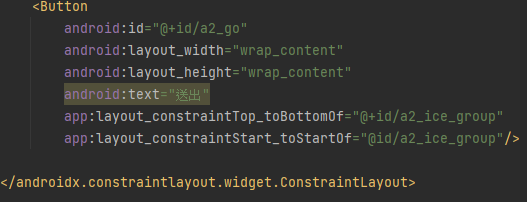 <Button
android:id="@+id/a2_go"
android:layout_width="wrap_content"
android:layout_height="wrap_content"
android:text="送出"
app:layout_constraintTop_toBottomOf="@+id/a2_ice_group"
app:layout_constraintStart_toStartOf="@id/a2_ice_group"/>
</androidx.constraintlayout.widget.ConstraintLayout>